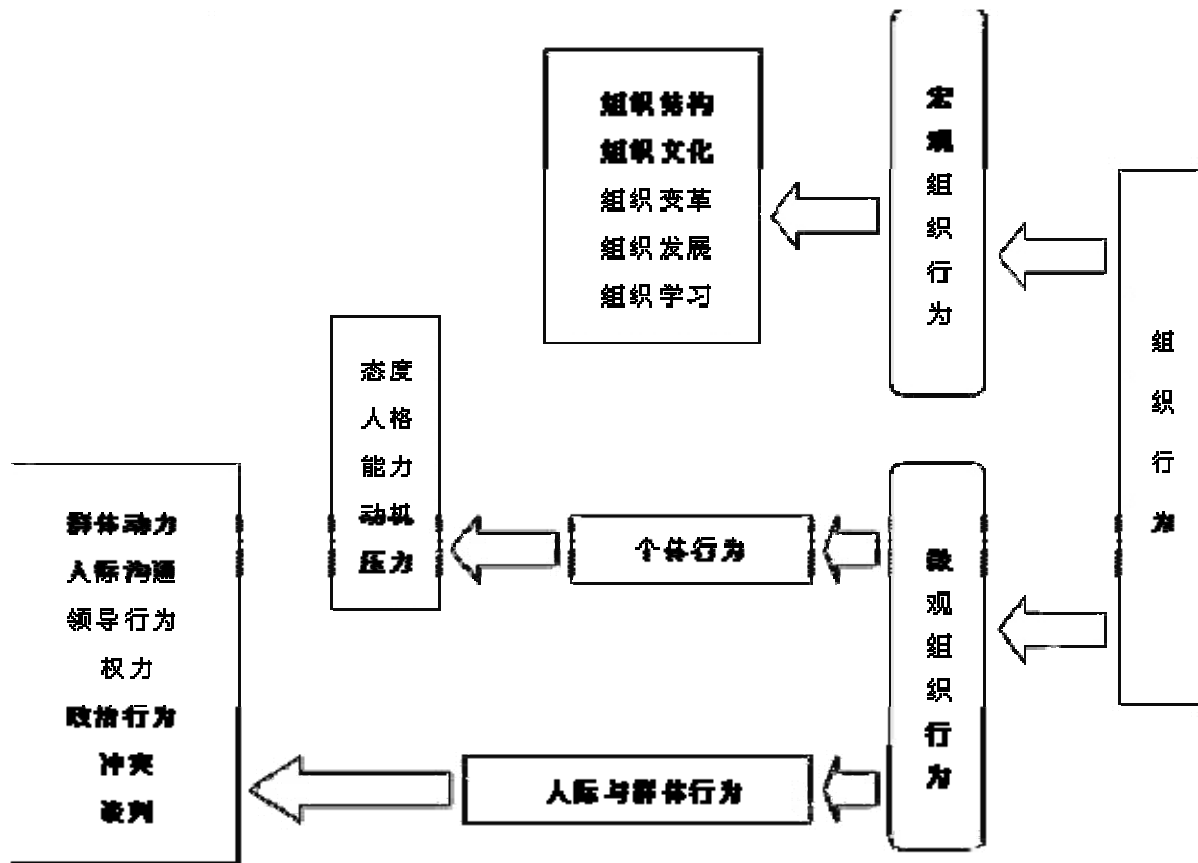 组织结构
组织文化
组织变革
组织发展
组织学习
宏观组织行为
组织行为
态度
人格
能力
动机
压力
个体行为
微观组织行为
群体动力
人际沟通
领导行为
权力
政治行为
冲突
谈判
人际与群体行为